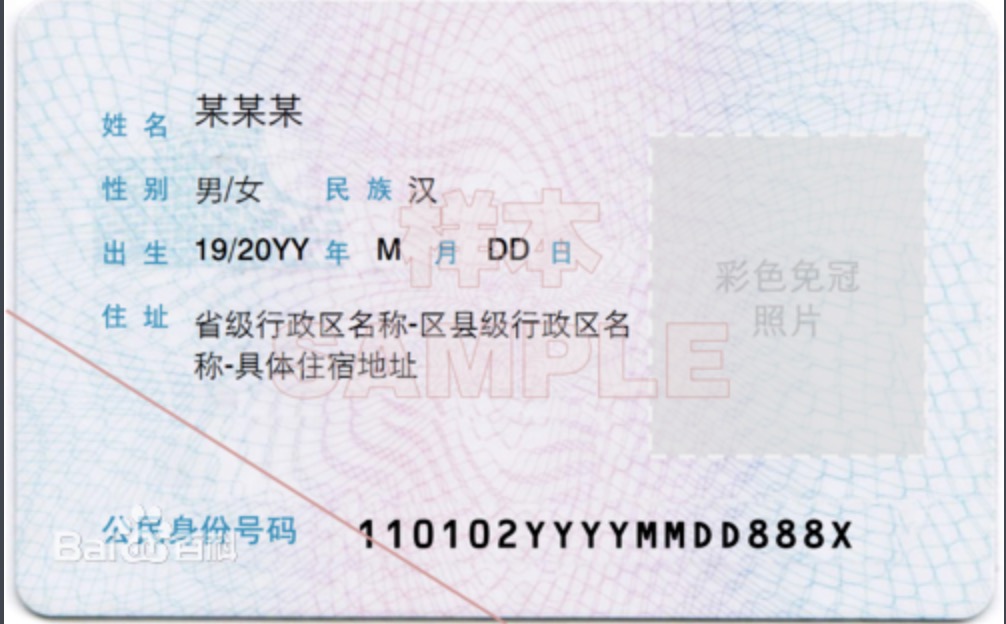 姓名 某某某
性别 男/女 民族 汉
样本
出生 19/20YY 年 M 月 DD 日
彩色免冠
照片
住址 省级行政区名称-区县级行政区名
称-具体住宿地址
SAMPLE
公民身份号码 110102YYYYMMDD888X
Bai百科